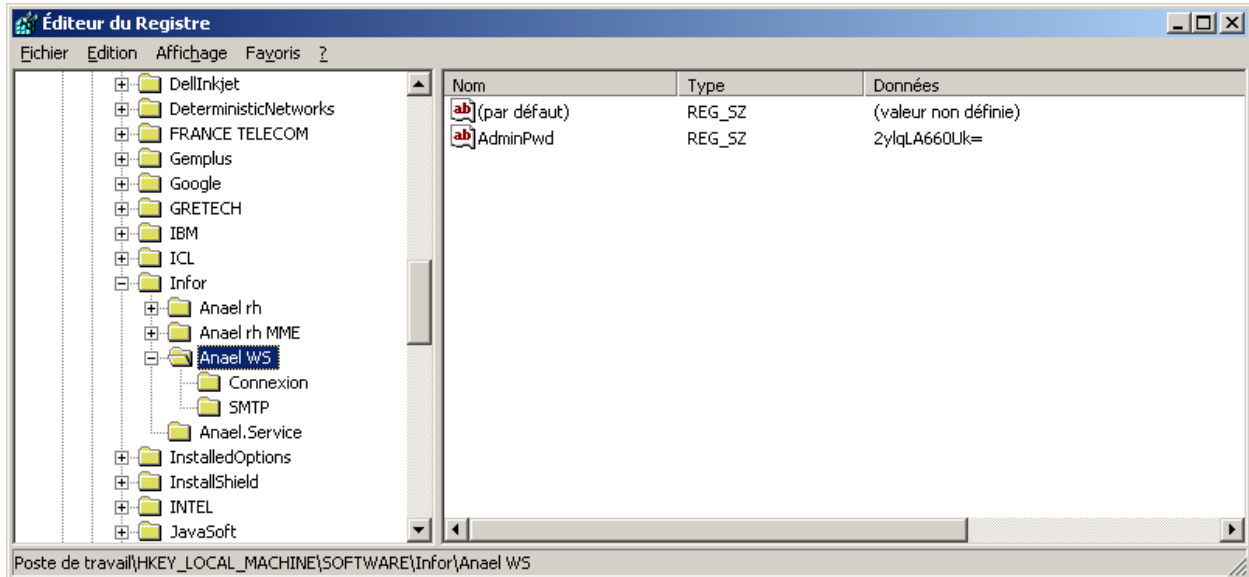 Éditeur du Registre
Fichier Edition Affichage Favoris ?
DellInkjet
DeterministicNetworks
FRANCE TELECOM
Gemplus
Google
GRETECH
IBM
ICL
Infor
Anael rh
Anael rh MME
Anael WS
Connexion
SMTP
Anael.Service
InstalledOptions
InstallShield
INTEL
JavaSoft
Nom Type Données
ab (par défaut) REG_SZ (valeur non définie)
ab AdminPwd REG_SZ 2ylqLA660Uk=
Poste de travail\HKEY_LOCAL_MACHINE\SOFTWARE\Infor\Anael WS